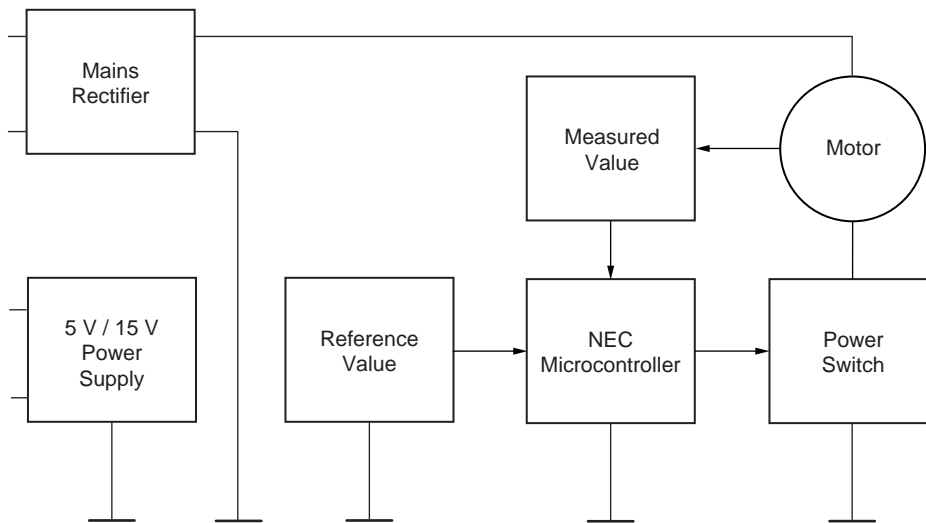 Mains
Rectifier
Measured
Value
Motor
5 V / 15 V
Power
Supply
Reference
Value
NEC
Microcontroller
Power
Switch